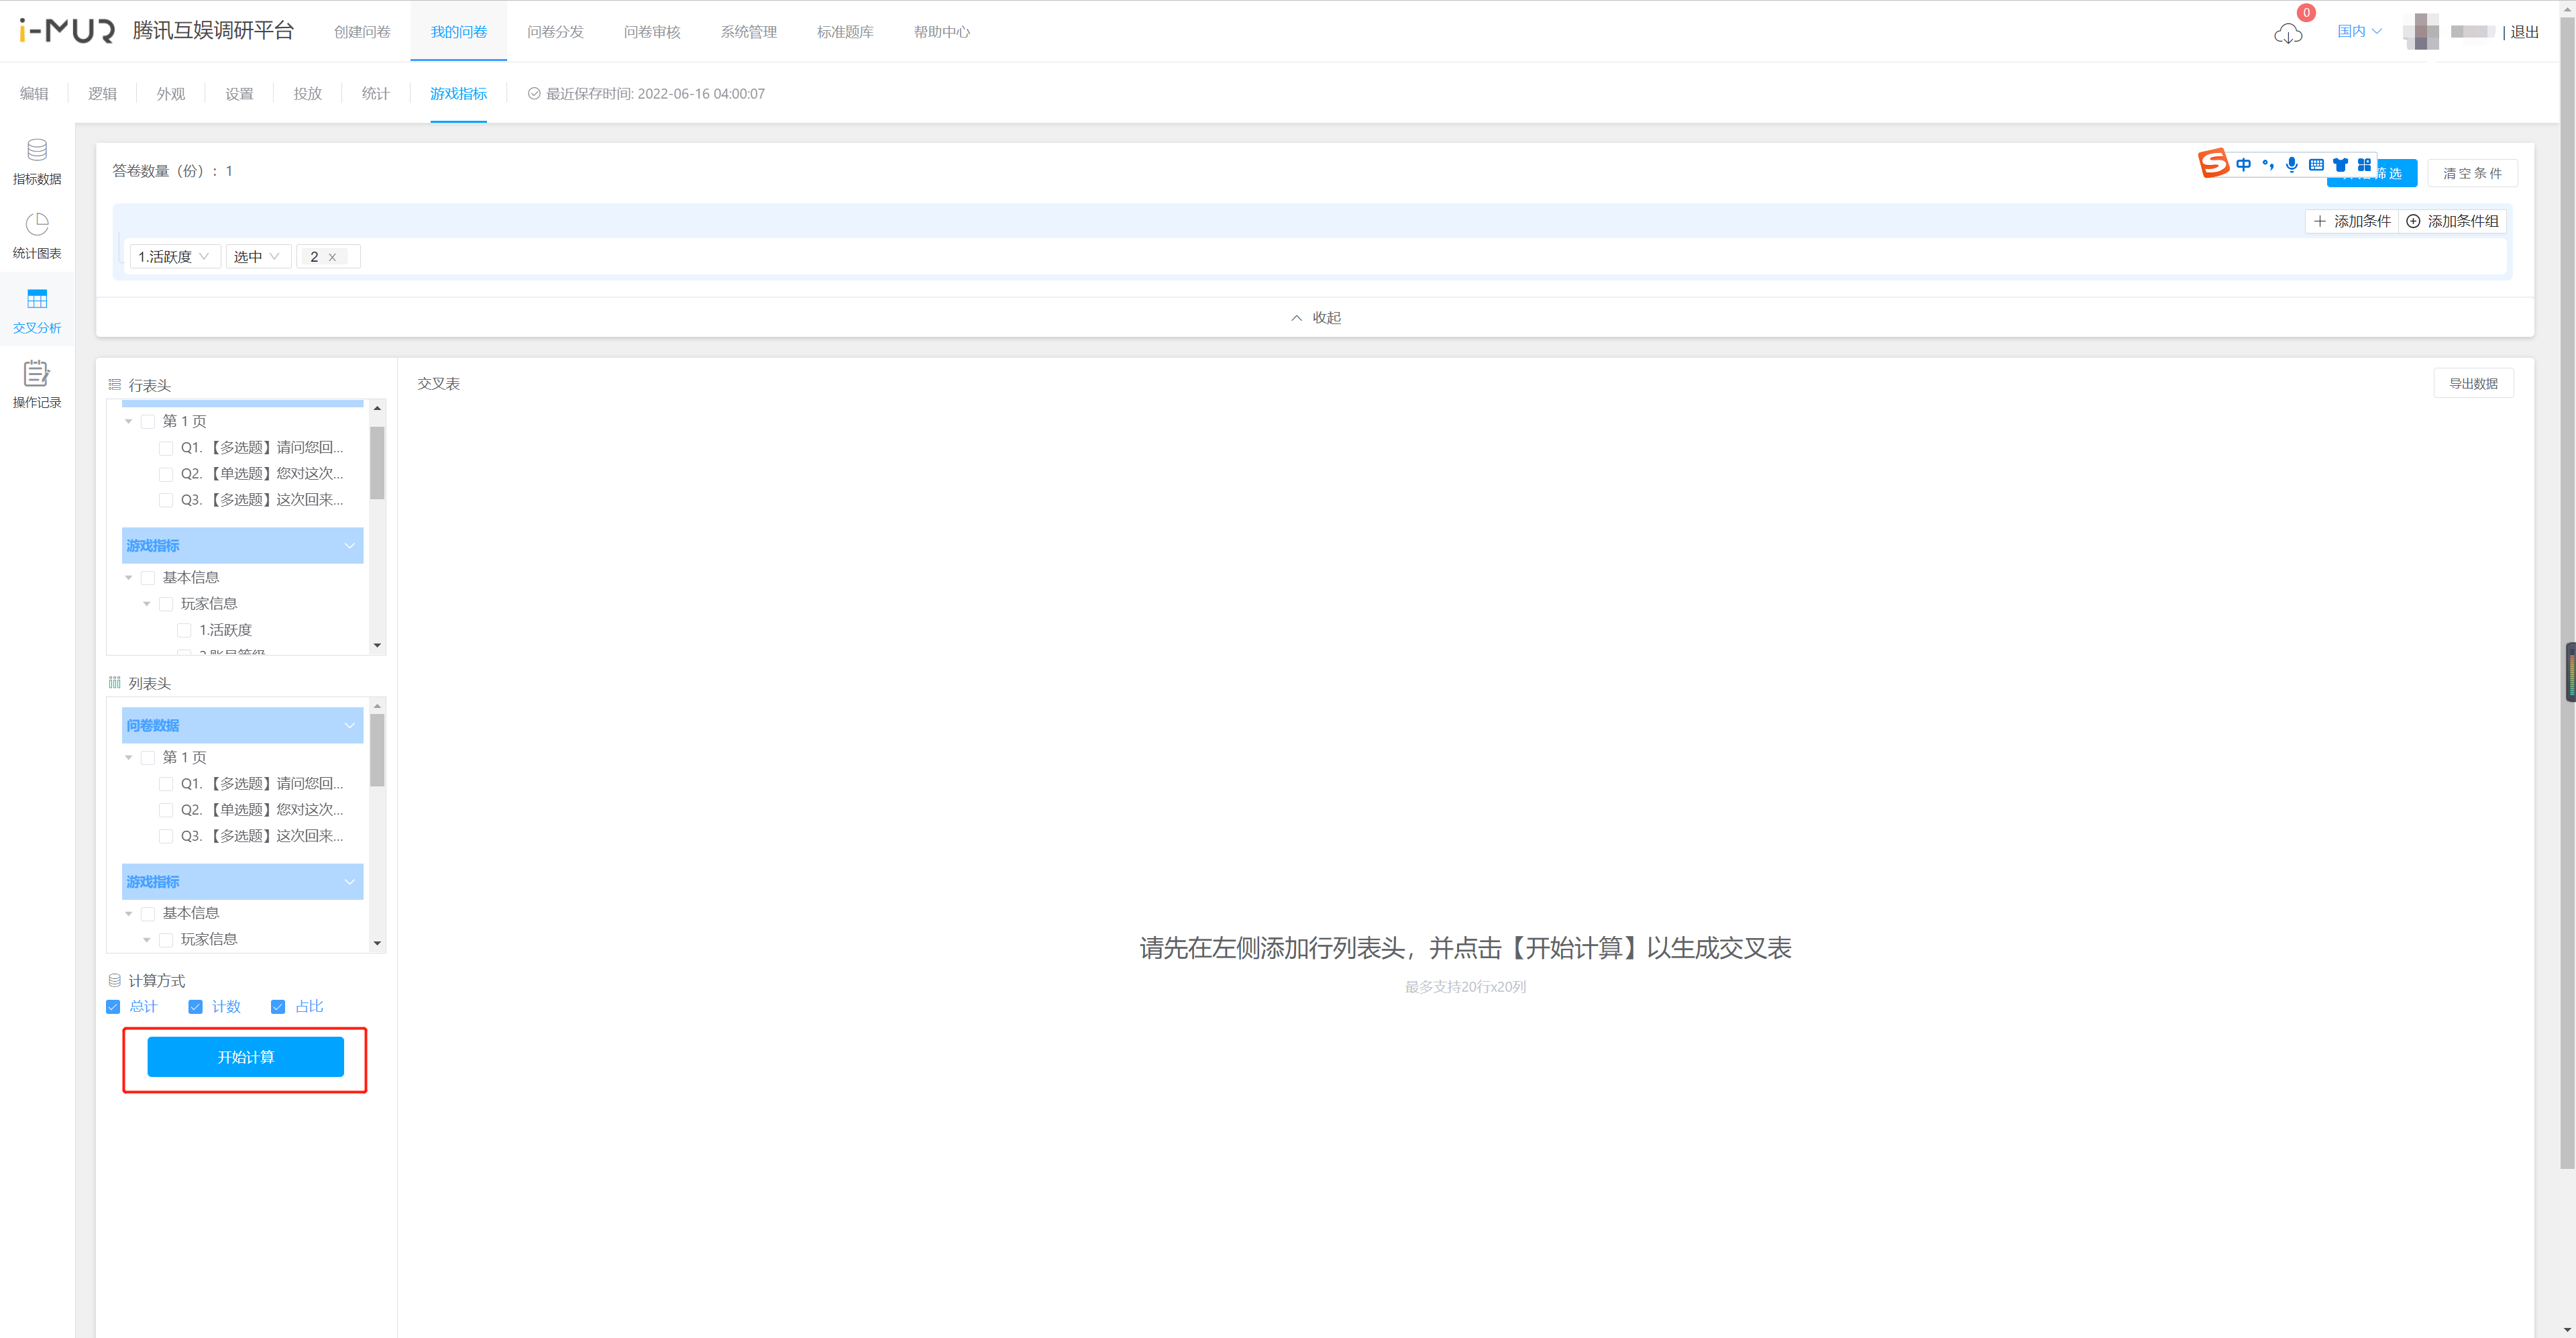 i-MUR 腾讯互娱调研平台 创建问卷 我的问卷 问卷分发 问卷审核 系统管理 标准题库 帮助中心 0 国内 | 退出
编辑 逻辑 外观 设置 投放 统计 游戏指标 最近保存时间: 2022-06-16 04:00:07
指标数据
统计图表
交叉分析
操作记录
答卷数量（份）: 1
中 筛选 清空条件
添加条件 添加条件组
1.活跃度 选中 2 x
收起
行表头
第 1 页
Q1.【多选题】请问您回...
Q2.【单选题】您对这次...
Q3.【多选题】这次回来...
游戏指标
基本信息
玩家信息
1.活跃度
列表头
问卷数据
第 1 页
Q1.【多选题】请问您回...
Q2.【单选题】您对这次...
Q3.【多选题】这次回来...
游戏指标
基本信息
玩家信息
计算方式
总计 计数 占比
开始计算
交叉表 导出数据
请先在左侧添加行列表头，并点击【开始计算】以生成交叉表
最多支持20行x20列